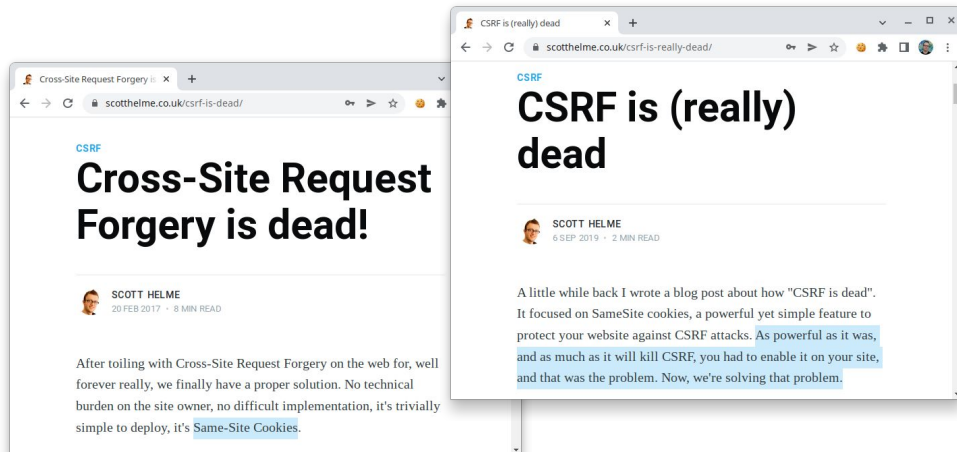 Cross-Site Request Forgery is
scotthelme.co.uk/csrf-is-dead/
CSRF
Cross-Site Request
Forgery is dead!
SCOTT HELME
20 FEB 2017 • 8 MIN READ
After toiling with Cross-Site Request Forgery on the web for, well
forever really, we finally have a proper solution. No technical
burden on the site owner, no difficult implementation, it's trivially
simple to deploy, it's Same-Site Cookies.
CSRF is (really) dead
scotthelme.co.uk/csrf-is-really-dead/
CSRF
CSRF is (really)
dead
SCOTT HELME
6 SEP 2019 • 2 MIN READ
A little while back I wrote a blog post about how "CSRF is dead".
It focused on SameSite cookies, a powerful yet simple feature to
protect your website against CSRF attacks. As powerful as it was,
and as much as it will kill CSRF, you had to enable it on your site,
and that was the problem. Now, we're solving that problem.